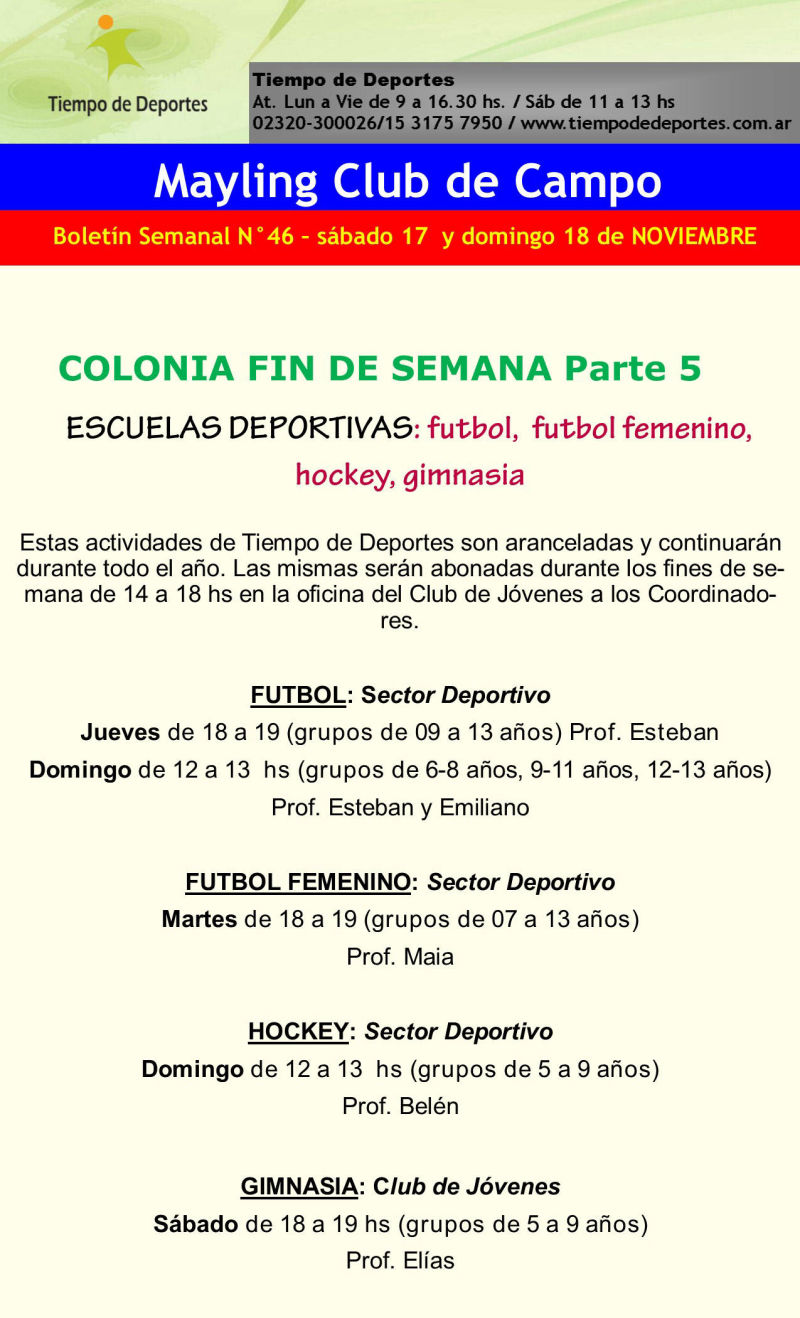 Tiempo de Deportes
Tiempo de Deportes
At. Lun a Vie de 9 a 16.30 hs. / Sáb de 11 a 13 hs
02320-300026/15 3175 7950 / www.tiempodedeportes.com.ar
Mayling Club de Campo
Boletín Semanal N°46 – sábado 17 y domingo 18 de NOVIEMBRE
COLONIA FIN DE SEMANA Parte 5
ESCUELAS DEPORTIVAS: futbol, futbol femenino,
hockey, gimnasia
Estas actividades de Tiempo de Deportes son aranceladas y continuarán
durante todo el año. Las mismas serán abonadas durante los fines de se-
mana de 14 a 18 hs en la oficina del Club de Jóvenes a los Coordinado-
res.
FUTBOL: Sector Deportivo
Jueves de 18 a 19 (grupos de 09 a 13 años) Prof. Esteban
Domingo de 12 a 13 hs (grupos de 6-8 años, 9-11 años, 12-13 años)
Prof. Esteban y Emiliano
FUTBOL FEMENINO: Sector Deportivo
Martes de 18 a 19 (grupos de 07 a 13 años)
Prof. Maia
HOCKEY: Sector Deportivo
Domingo de 12 a 13 hs (grupos de 5 a 9 años)
Prof. Belén
GIMNASIA: Club de Jóvenes
Sábado de 18 a 19 hs (grupos de 5 a 9 años)
Prof. Elías